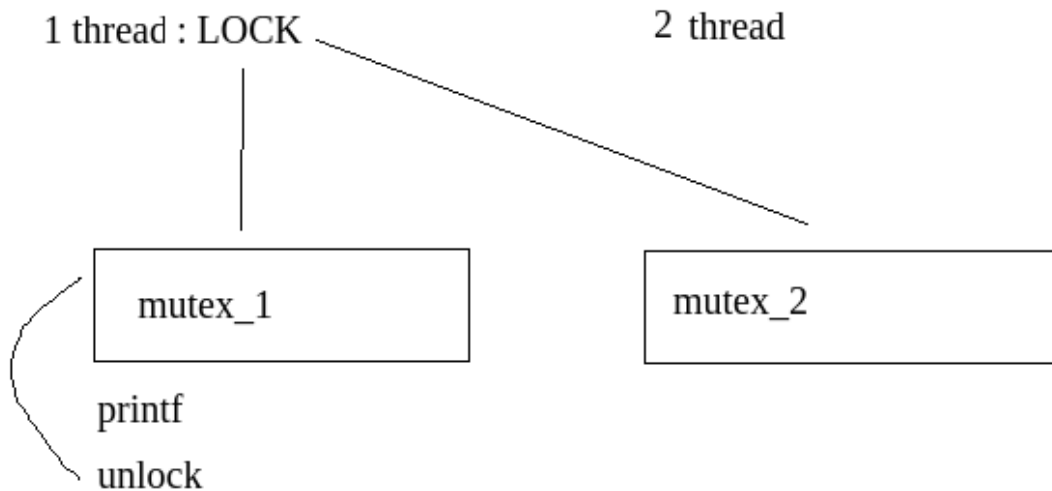 1 thread : LOCK
2 thread
mutex_1
mutex_2
printf
unlock